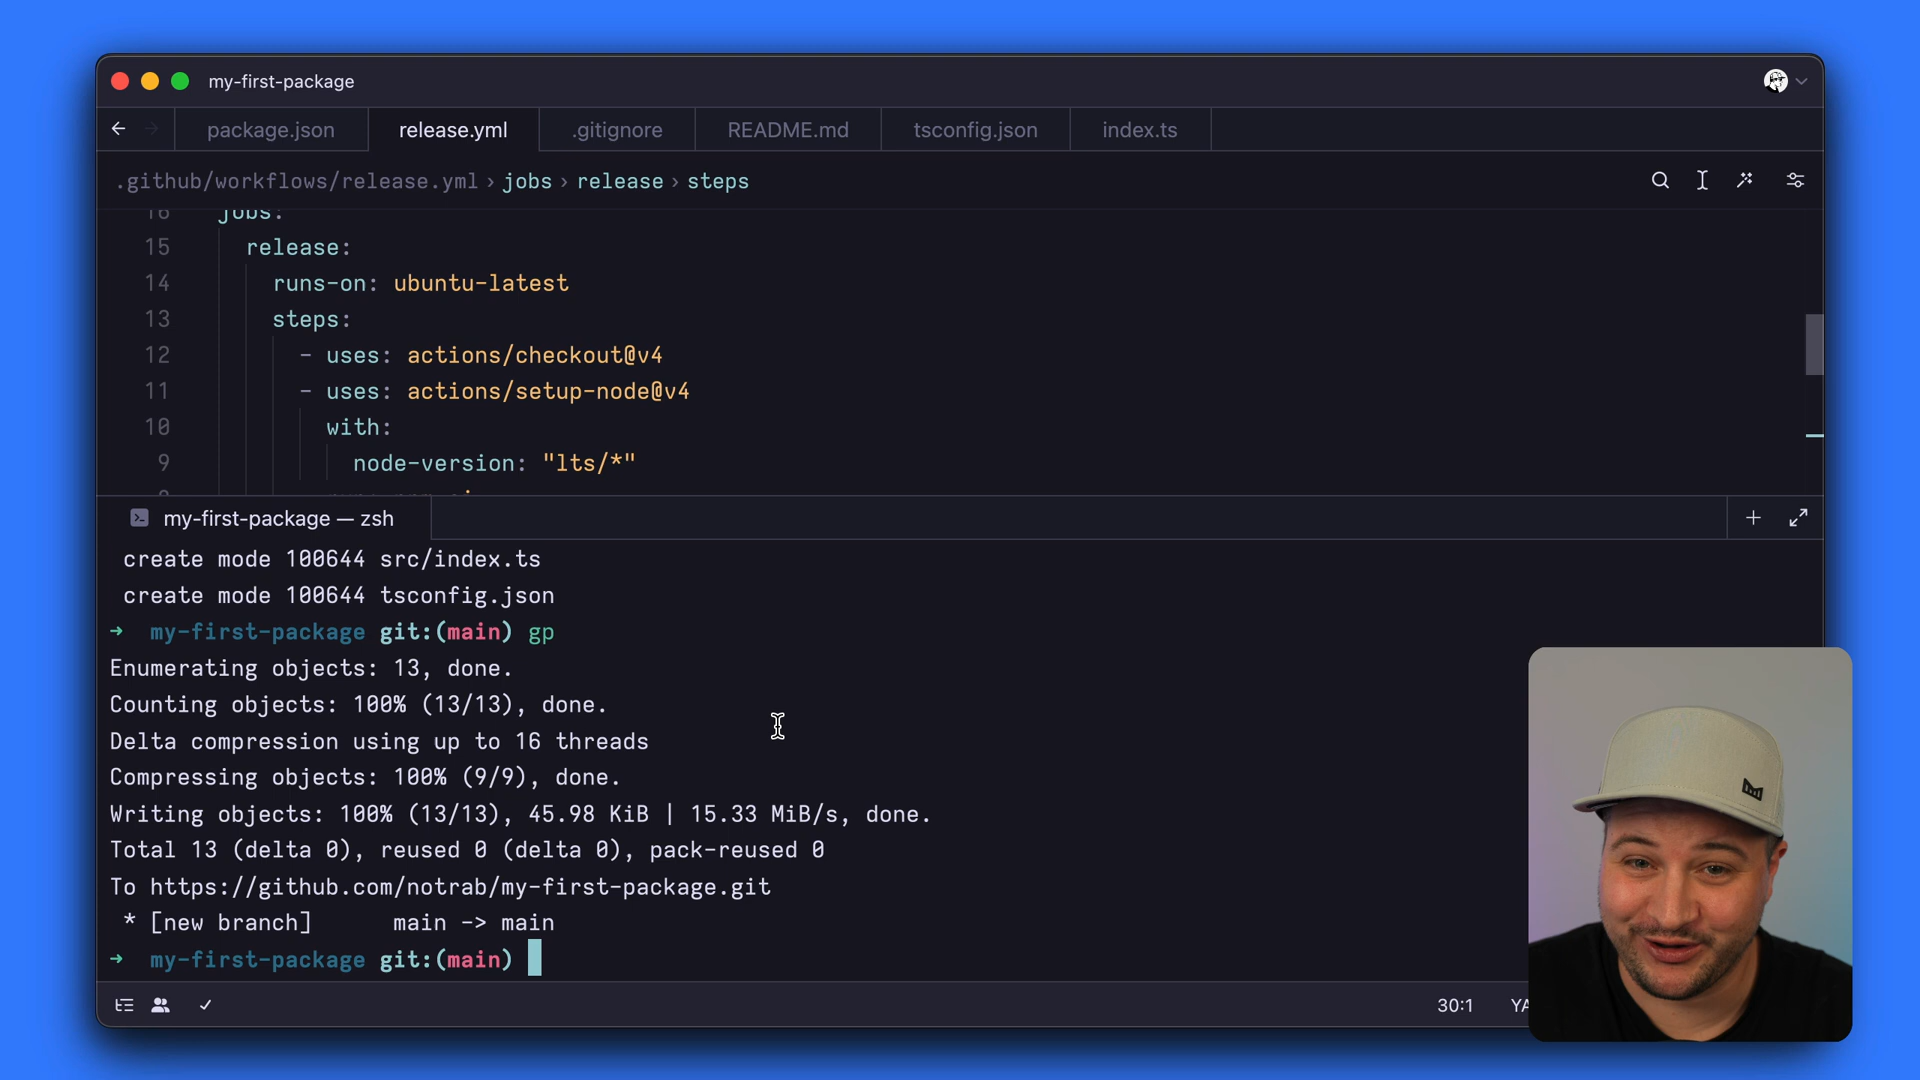 my-first-package
package.json
release.yml
.gitignore
README.md
tsconfig.json
index.ts
.github/workflows/release.yml › jobs › release › steps
16 jobs:
15 release:
14 runs-on: ubuntu-latest
13 steps:
12 - uses: actions/checkout@v4
11 - uses: actions/setup-node@v4
10 with:
9 node-version: "lts/*"
my-first-package — zsh
create mode 100644 src/index.ts
create mode 100644 tsconfig.json
➜ my-first-package git:(main) gp
Enumerating objects: 13, done.
Counting objects: 100% (13/13), done.
Delta compression using up to 16 threads
Compressing objects: 100% (9/9), done.
Writing objects: 100% (13/13), 45.98 KiB | 15.33 MiB/s, done.
Total 13 (delta 0), reused 0 (delta 0), pack-reused 0
To https://github.com/notrab/my-first-package.git
* [new branch] main -> main
➜ my-first-package git:(main)
30:1